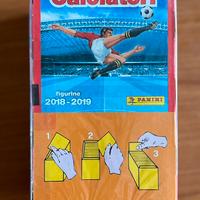 Calciatori
figurine
2018-2019
PANINI
1
2
3